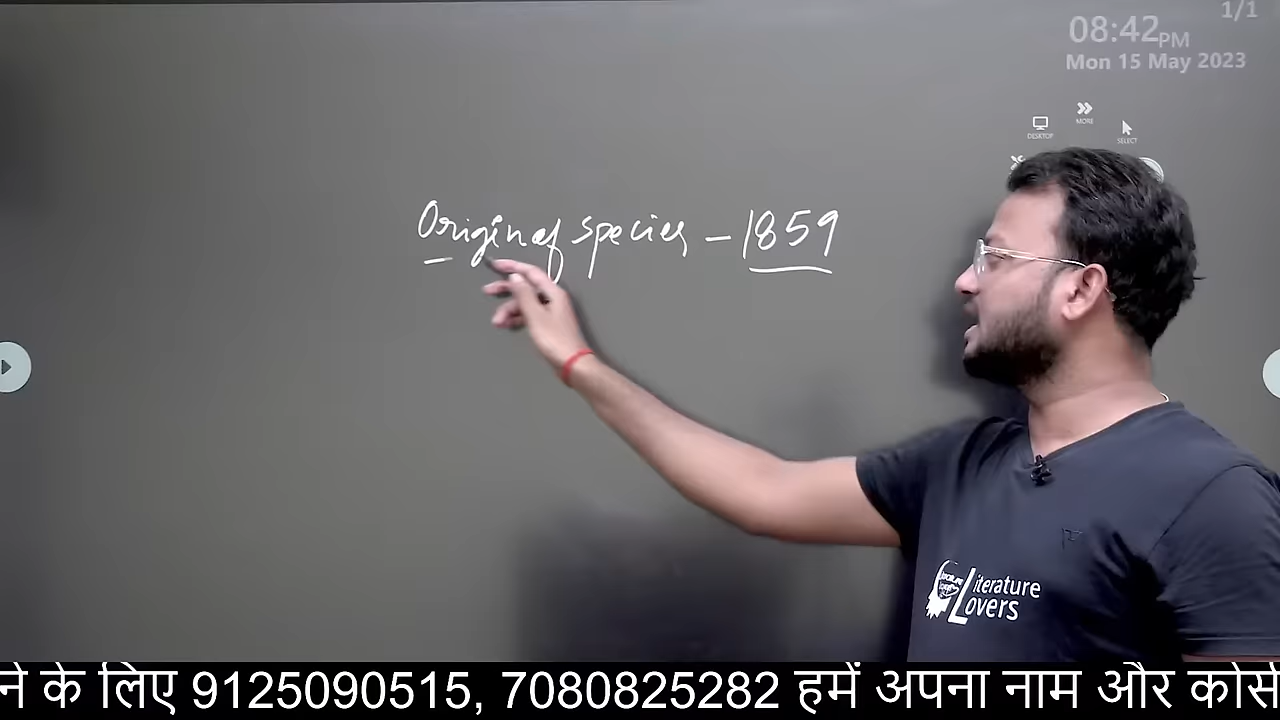 1/1
08:42PM
Mon 15 May 2023
MORE
DESKTOP
SELECT
Origin of species – 1859
Literature
Lovers
ने के लिए 9125090515, 7080825282 हमें अपना नाम और कोर्स